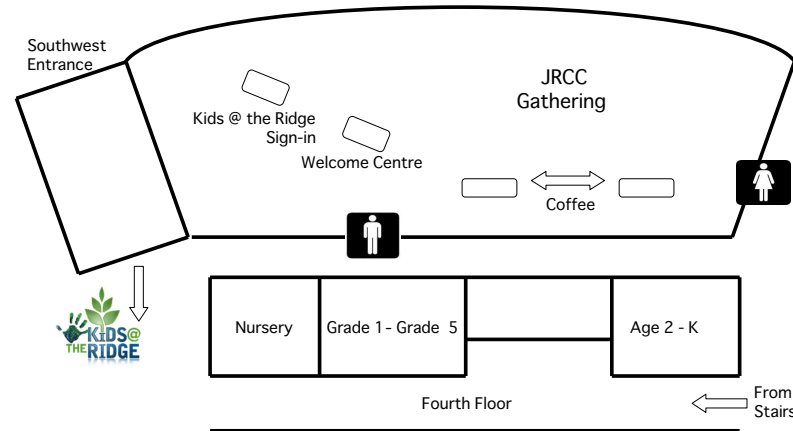 Southwest
Entrance
JRCC
Gathering
Kids @ the Ridge
Sign-in
Welcome Centre
Coffee
KIDS@
THE RIDGE
Nursery
Grade 1 - Grade 5
Age 2 - K
Fourth Floor
From
Stairs